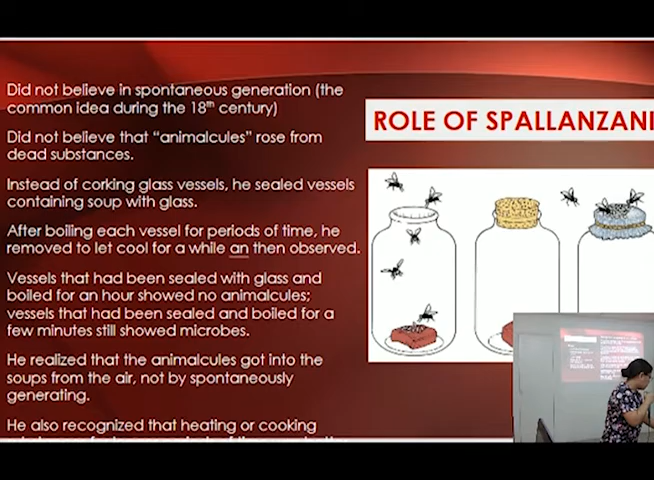 Did not believe in spontaneous generation (the
common idea during the 18th century)
Did not believe that “animalcules” rose from
dead substances.
Instead of corking glass vessels, he sealed vessels
containing soup with glass.
After boiling each vessel for periods of time, he
removed to let cool for a while an then observed.
Vessels that had been sealed with glass and
boiled for an hour showed no animalcules;
vessels that had been sealed and boiled for a
few minutes still showed microbes.
He realized that the animalcules got into the
soups from the air, not by spontaneously
generating.
He also recognized that heating or cooking
ROLE OF SPALLANZANI